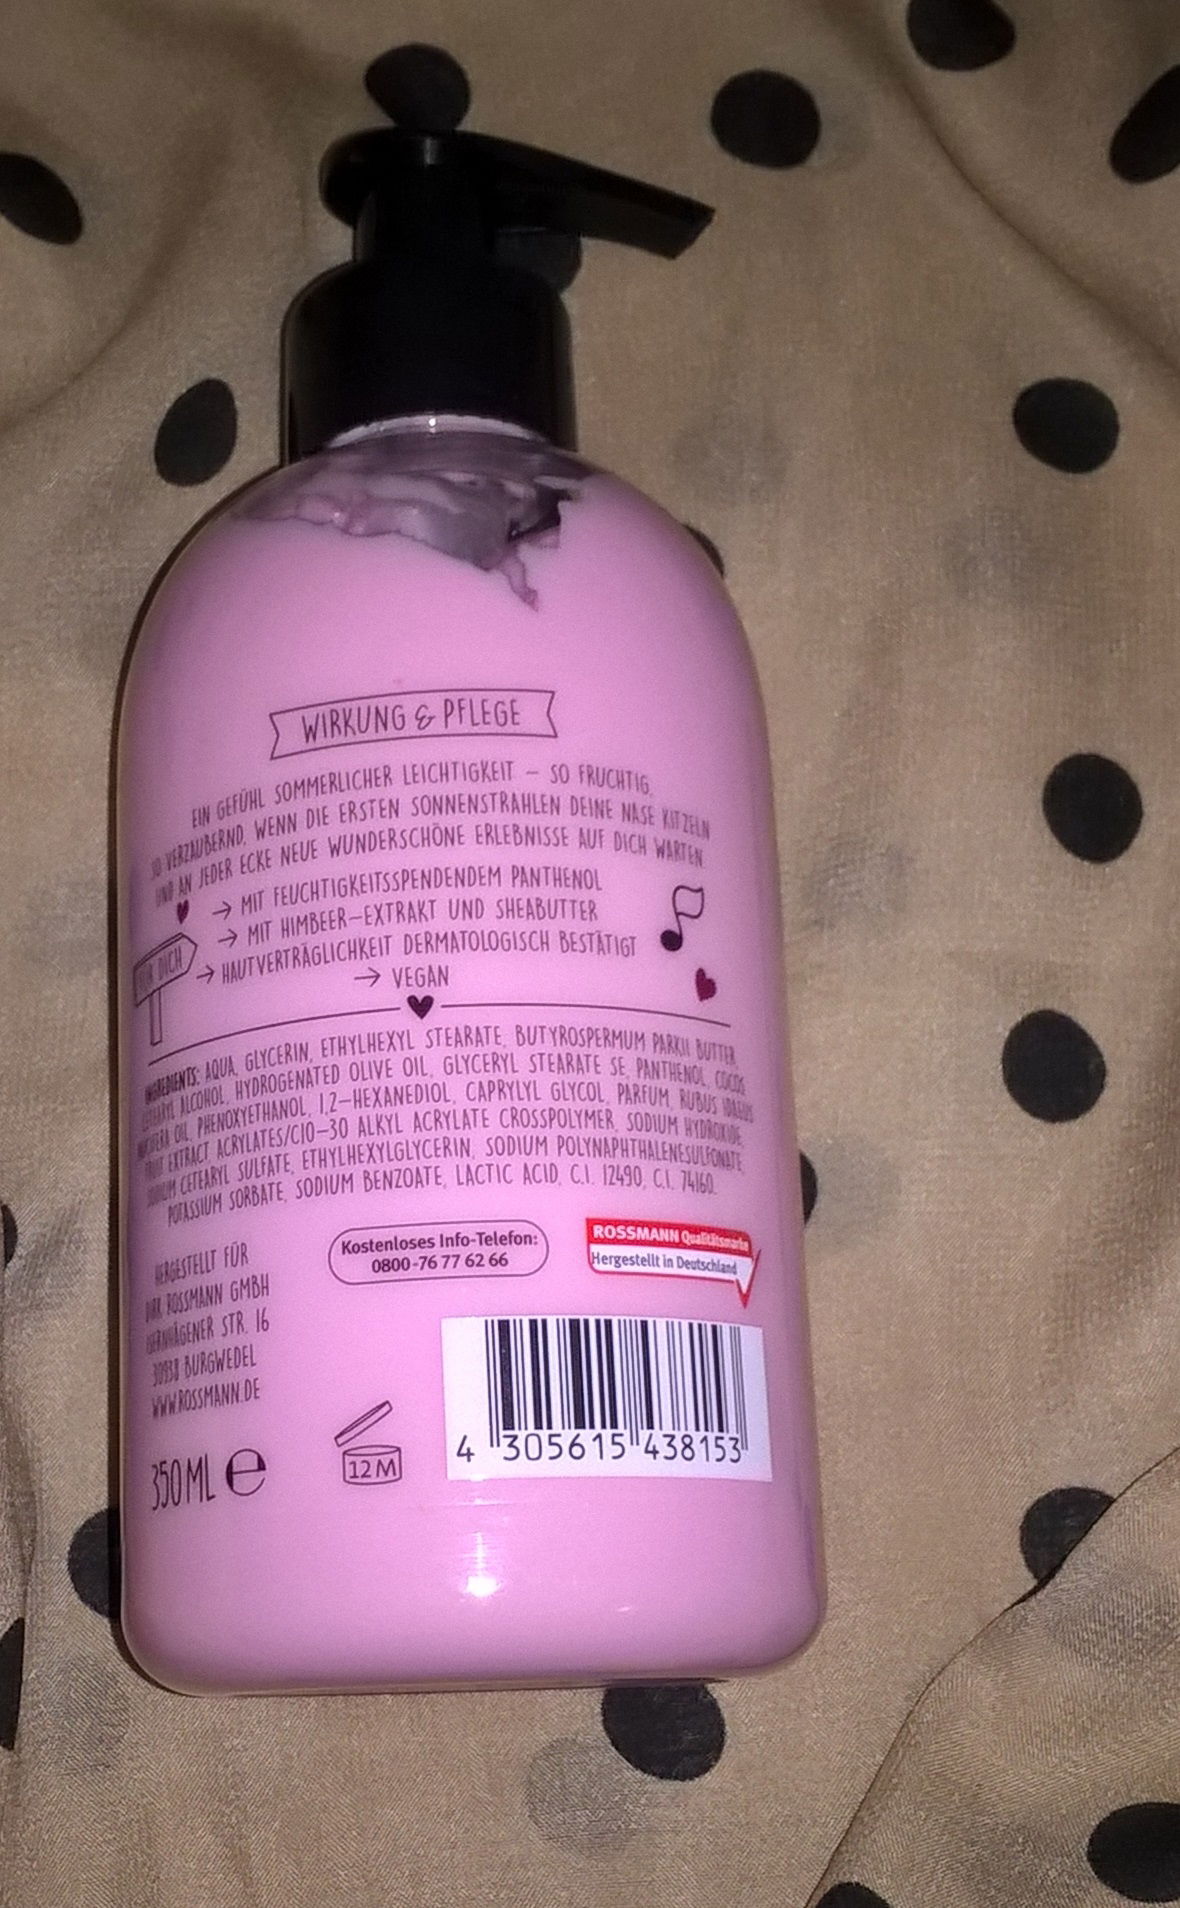 WIRKUNG & PFLEGE
EIN GEFÜHL SOMMERLICHER LEICHTIGKEIT – SO FRUCHTIG,
SO VERZAUBERND, WENN DIE ERSTEN SONNENSTRAHLEN DEINE NASE KITZELN
UND AN JEDER ECKE NEUE WUNDERSCHÖNE ERLEBNISSE AUF DICH WARTEN.
→ MIT FEUCHTIGKEITSSPENDENDEM PANTHENOL
→ MIT HIMBEER-EXTRAKT UND SHEABUTTER
→ HAUTVERTRÄGLICHKEIT DERMATOLOGISCH BESTÄTIGT
→ VEGAN
FÜR DICH
INGREDIENTS: AQUA, GLYCERIN, ETHYLHEXYL STEARATE, BUTYROSPERMUM PARKII BUTTER,
CETEARYL ALCOHOL, HYDROGENATED OLIVE OIL, GLYCERYL STEARATE SE, PANTHENOL, COCOS
NUCIFERA OIL, PHENOXYETHANOL, 1,2-HEXANEDIOL, CAPRYLYL GLYCOL, PARFUM, RUBUS IDAEUS
FRUIT EXTRACT, ACRYLATES/C10-30 ALKYL ACRYLATE CROSSPOLYMER, SODIUM HYDROXIDE,
SODIUM CETEARYL SULFATE, ETHYLHEXYLGLYCERIN, SODIUM POLYNAPHTHALENESULFONATE,
POTASSIUM SORBATE, SODIUM BENZOATE, LACTIC ACID, C.I. 12490, C.I. 74160.
HERGESTELLT FÜR
DIRK ROSSMANN GMBH
ISERNHÄGENER STR. 16
30938 BURGWEDEL
WWW.ROSSMANN.DE
Kostenloses Info-Telefon:
0800-76 77 62 66
ROSSMANN Qualitätsmarke
Hergestellt in Deutschland
350 ML ℮
12 M
4 305615 438153